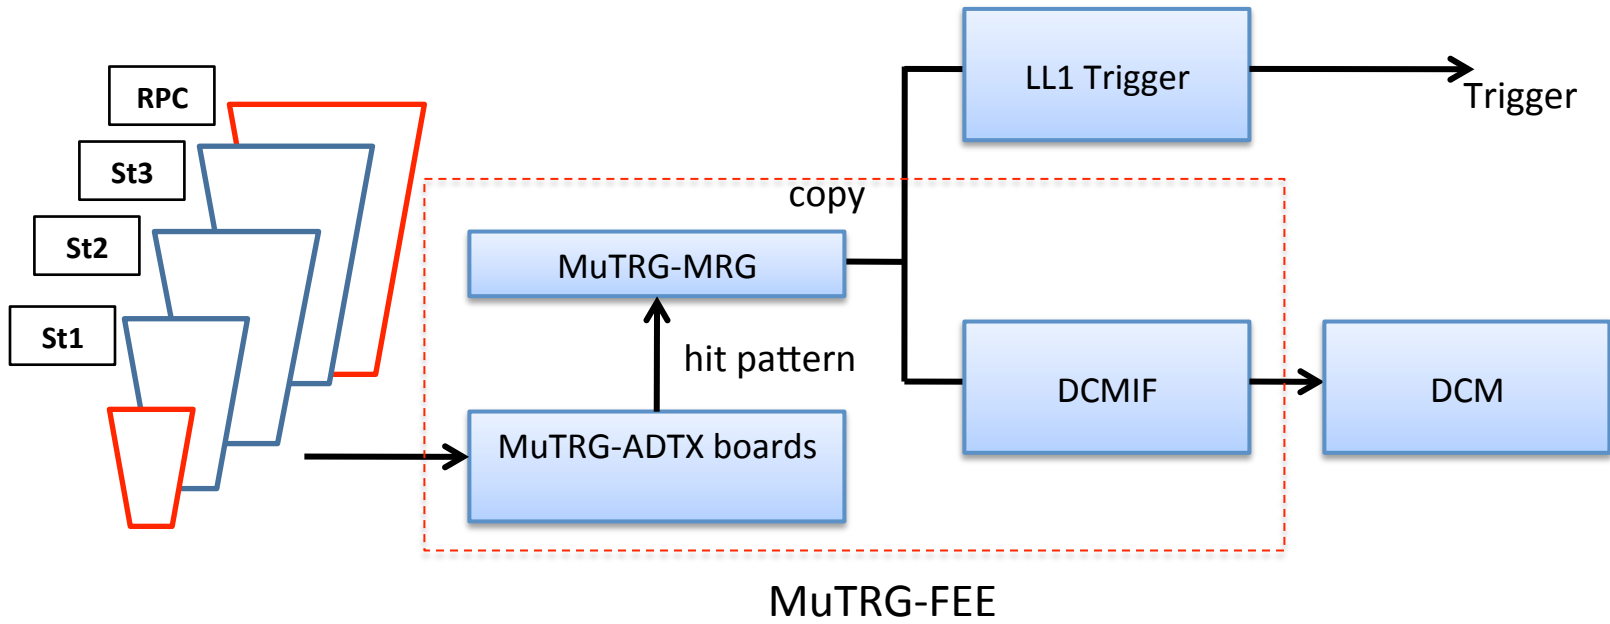 RPC
St3
St2
St1
LL1 Trigger
Trigger
copy
MuTRG-MRG
hit pattern
MuTRG-ADTX boards
DCMIF
DCM
MuTRG-FEE